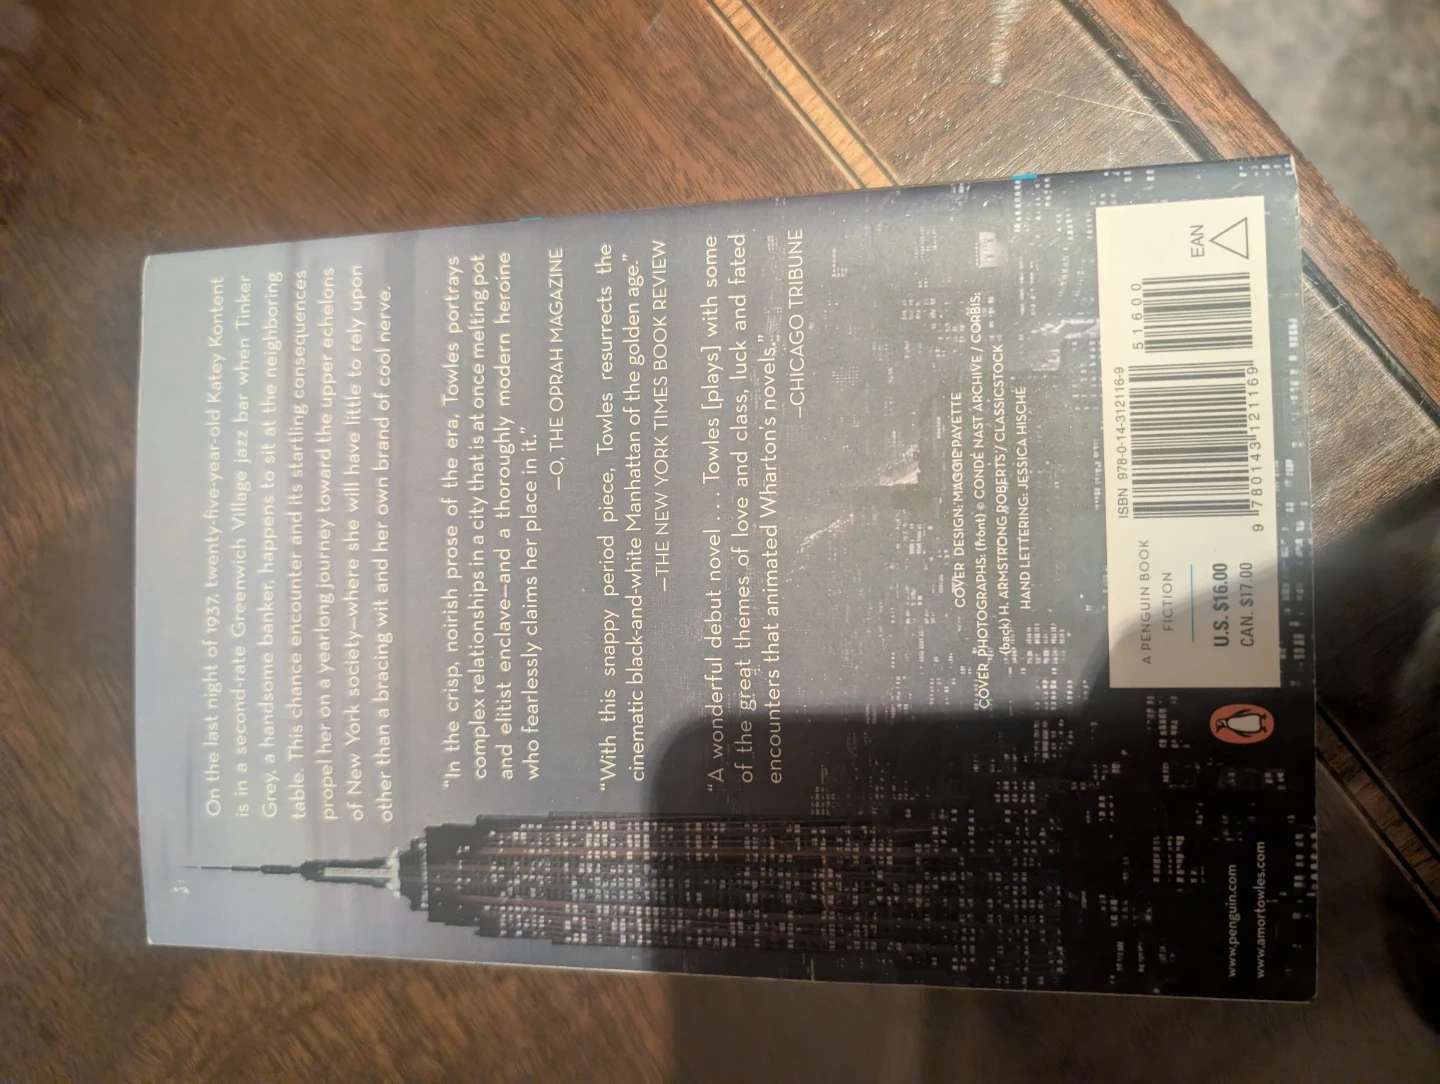 On the last night of 1937, twenty-five-year-old Katey Kontent
is in a second-rate Greenwich Village jazz bar when Tinker
Grey, a handsome banker, happens to sit at the neighboring
table. This chance encounter and its startling consequences
propel her on a yearlong journey toward the upper echelons
of New York society—where she will have little to rely upon
other than a bracing wit and her own brand of cool nerve.
“In the crisp, noirish prose of the era, Towles portrays
complex relationships in a city that is at once melting pot
and elitist enclave—and a thoroughly modern heroine
who fearlessly claims her place in it.”
—O, THE OPRAH MAGAZINE
“With this snappy period piece, Towles resurrects the
cinematic black-and-white Manhattan of the golden age.”
—THE NEW YORK TIMES BOOK REVIEW
“A wonderful debut novel . . . Towles [plays] with some
of the great themes of love and class, luck and fated
encounters that animated Wharton’s novels.”
—CHICAGO TRIBUNE
COVER DESIGN: MAGGIE PAYETTE
COVER PHOTOGRAPHS: (front) © CONDÉ NAST ARCHIVE / CORBIS;
(back) H. ARMSTRONG ROBERTS / CLASSICSTOCK
HAND LETTERING: JESSICA HISCHE
A PENGUIN BOOK
FICTION
U.S. $16.00
CAN. $17.00
ISBN 978-0-14-312116-9
9 780143 121169
51600
EAN
www.penguin.com
www.amortowles.com